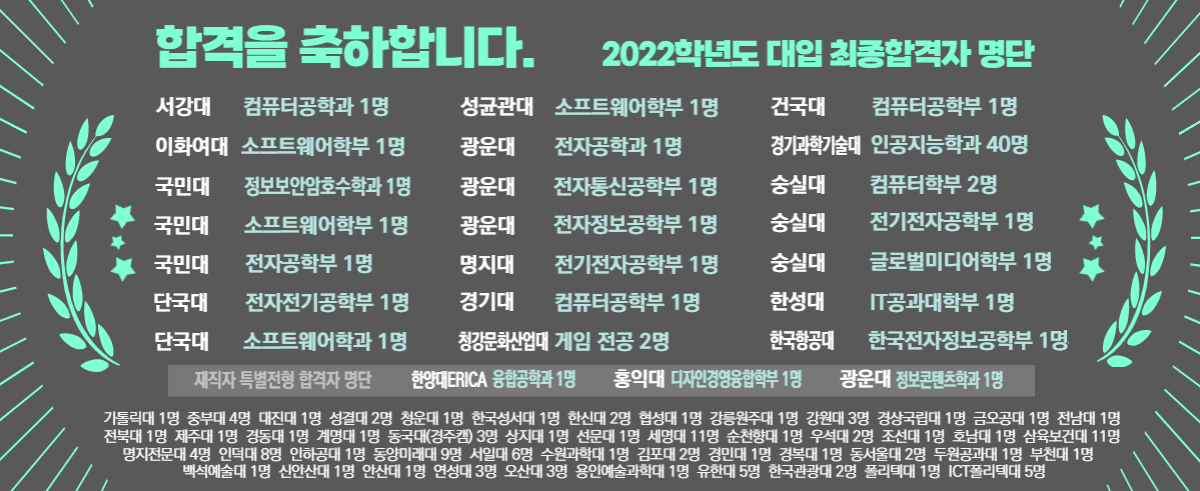 합격을 축하합니다. 2022학년도 대입 최종합격자 명단
서강대 컴퓨터공학과 1명 성균관대 소프트웨어학부 1명 건국대 컴퓨터공학부 1명
이화여대 소프트웨어학부 1명 광운대 전자공학과 1명 경기과학기술대 인공지능학과 40명
국민대 정보보안암호수학과 1명 광운대 전자통신공학부 1명 숭실대 컴퓨터학부 2명
국민대 소프트웨어학부 1명 광운대 전자정보공학부 1명 숭실대 전기전자공학부 1명
국민대 전자공학부 1명 명지대 전기전자공학부 1명 숭실대 글로벌미디어학부 1명
단국대 전자전기공학부 1명 경기대 컴퓨터공학부 1명 한성대 IT공과대학부 1명
단국대 소프트웨어학과 1명 청강문화산업대 게임 전공 2명 한국항공대 한국전자정보공학부 1명
재직자 특별전형 합격자 명단 한양대ERICA 융합공학과 1명 홍익대 디자인경영융합학부 1명 광운대 정보콘텐츠학과 1명
가톨릭대 1명 중부대 4명 대진대 1명 성결대 2명 청운대 1명 한국성서대 1명 한신대 2명 협성대 1명 강릉원주대 1명 강원대 3명 경상국립대 1명 금오공대 1명 전남대 1명
전북대 1명 제주대 1명 경동대 1명 계명대 1명 동국대(경주캠) 3명 상지대 1명 선문대 1명 세명대 11명 순천향대 1명 우석대 2명 조선대 1명 호남대 1명 삼육보건대 11명
명지전문대 4명 인덕대 8명 인하공대 1명 동양미래대 9명 서일대 6명 수원과학대 1명 김포대 2명 경민대 1명 경복대 1명 동서울대 2명 두원공과대 1명 부천대 1명
백석예술대 1명 신안산대 1명 안산대 1명 연성대 3명 오산대 3명 용인예술과학대 1명 유한대 5명 한국관광대 2명 폴리텍대 1명 ICT폴리텍대 5명